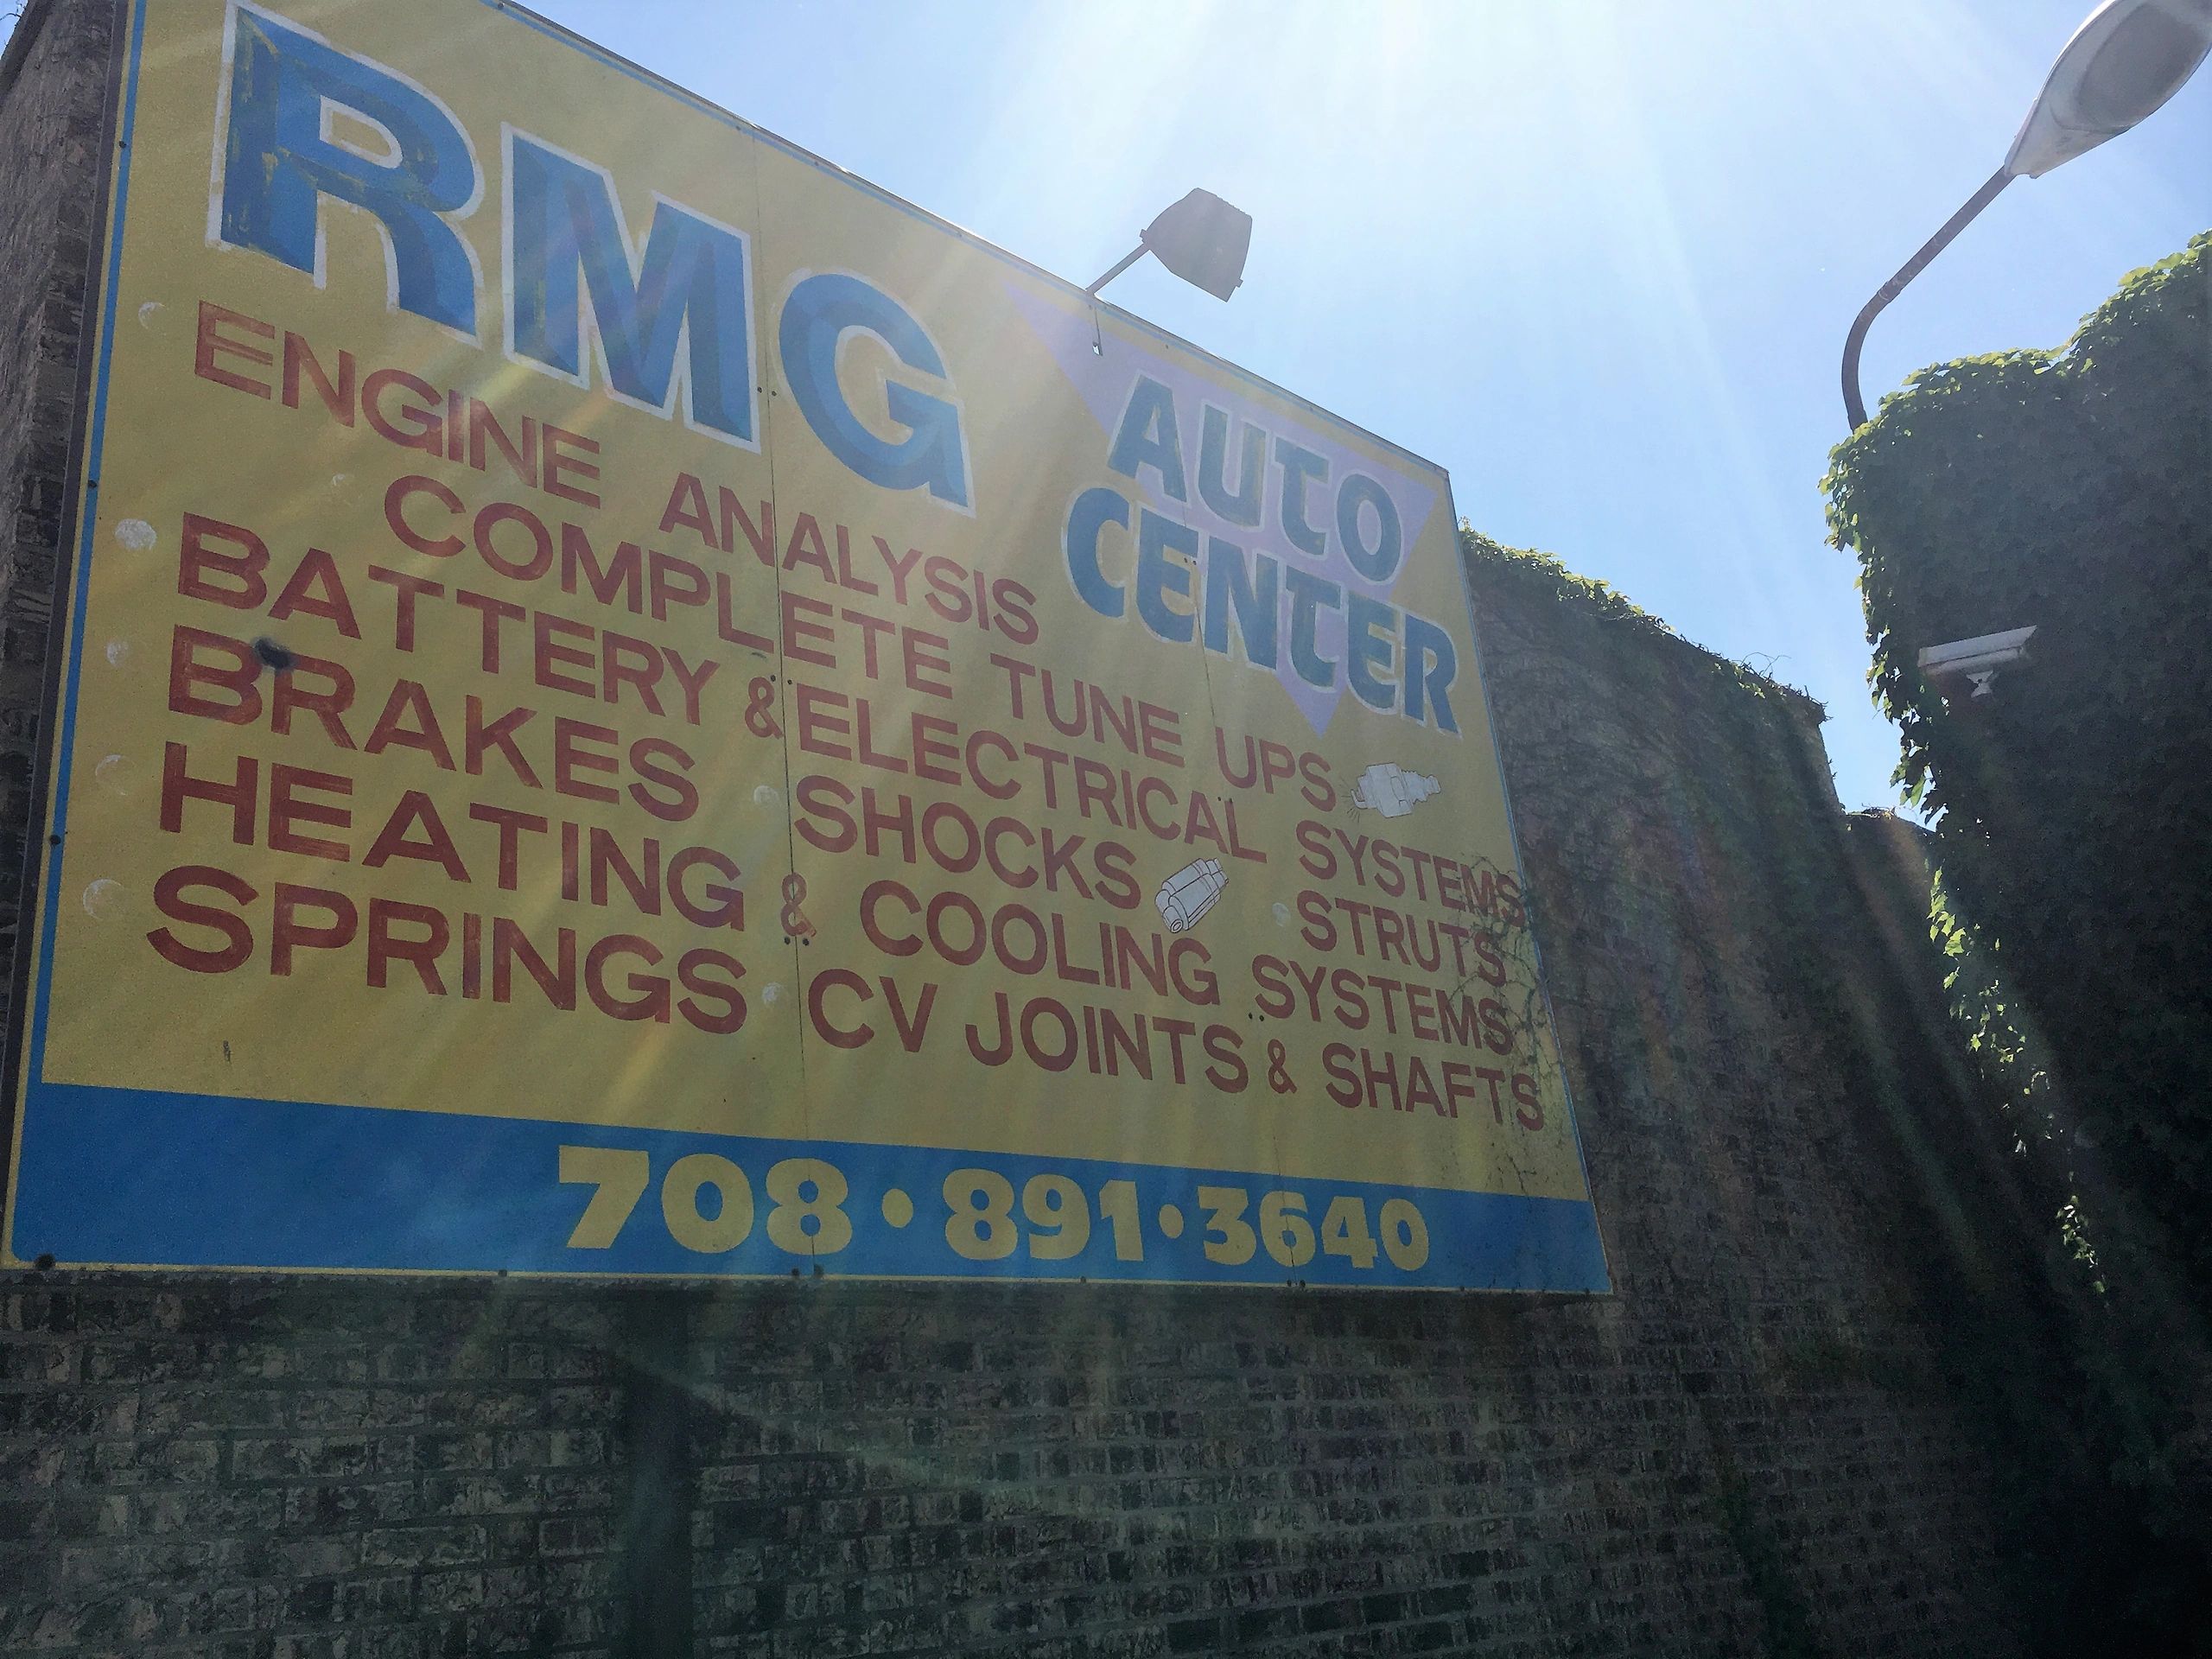 RMG
AUTO
CENTER
ENGINE ANALYSIS
COMPLETE TUNE UPS
BATTERY & ELECTRICAL SYSTEMS
BRAKES SHOCKS STRUTS
HEATING & COOLING SYSTEMS
SPRINGS CV JOINTS & SHAFTS
708•891•3640